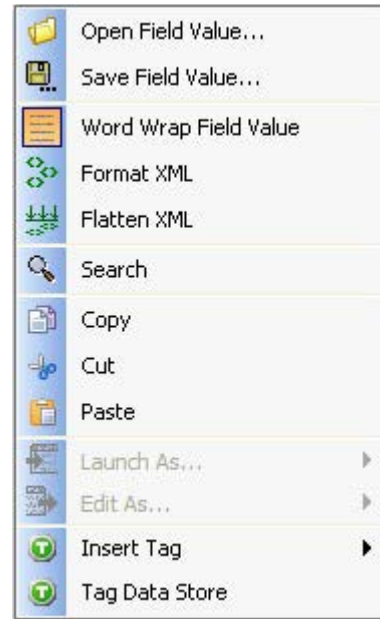 Open Field Value...
Save Field Value...
Word Wrap Field Value
Format XML
Flatten XML
Search
Copy
Cut
Paste
Launch As...
Edit As...
Insert Tag
Tag Data Store